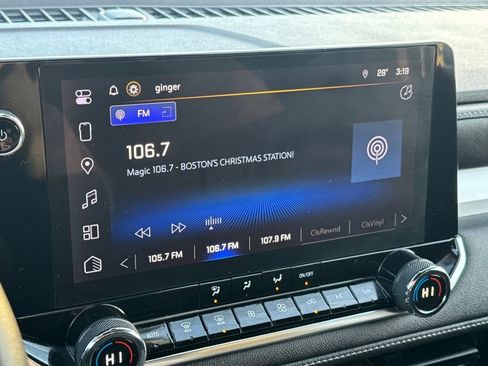 ginger
28° 3:19
FM
106.7
Magic 106.7 - BOSTON'S CHRISTMAS STATION!
105.7 FM 106.7 FM 107.9 FM ClsRewnd ClsVinyl
ON/OFF
AUTO
HI HI